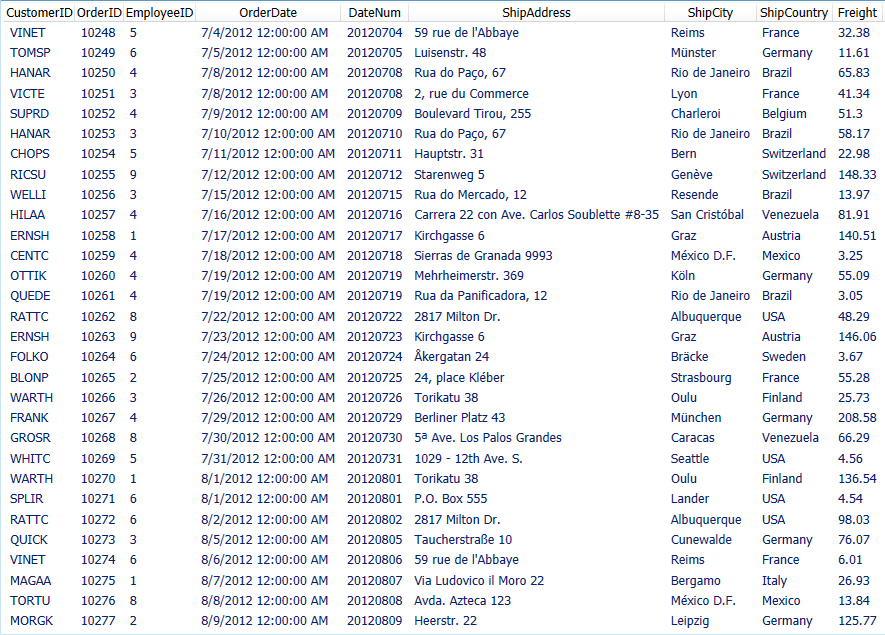 CustomerID OrderID EmployeeID OrderDate DateNum ShipAddress ShipCity ShipCountry Freight
VINET 10248 5 7/4/2012 12:00:00 AM 20120704 59 rue de l'Abbaye Reims France 32.38
TOMSP 10249 6 7/5/2012 12:00:00 AM 20120705 Luisenstr. 48 Münster Germany 11.61
HANAR 10250 4 7/8/2012 12:00:00 AM 20120708 Rua do Paço, 67 Rio de Janeiro Brazil 65.83
VICTE 10251 3 7/8/2012 12:00:00 AM 20120708 2, rue du Commerce Lyon France 41.34
SUPRD 10252 4 7/9/2012 12:00:00 AM 20120709 Boulevard Tirou, 255 Charleroi Belgium 51.3
HANAR 10253 3 7/10/2012 12:00:00 AM 20120710 Rua do Paço, 67 Rio de Janeiro Brazil 58.17
CHOPS 10254 5 7/11/2012 12:00:00 AM 20120711 Hauptstr. 31 Bern Switzerland 22.98
RICSU 10255 9 7/12/2012 12:00:00 AM 20120712 Starenweg 5 Genève Switzerland 148.33
WELLI 10256 3 7/15/2012 12:00:00 AM 20120715 Rua do Mercado, 12 Resende Brazil 13.97
HILAA 10257 4 7/16/2012 12:00:00 AM 20120716 Carrera 22 con Ave. Carlos Soublette #8-35 San Cristóbal Venezuela 81.91
ERNSH 10258 1 7/17/2012 12:00:00 AM 20120717 Kirchgasse 6 Graz Austria 140.51
CENTC 10259 4 7/18/2012 12:00:00 AM 20120718 Sierras de Granada 9993 México D.F. Mexico 3.25
OTTIK 10260 4 7/19/2012 12:00:00 AM 20120719 Mehrheimerstr. 369 Köln Germany 55.09
QUEDE 10261 4 7/19/2012 12:00:00 AM 20120719 Rua da Panificadora, 12 Rio de Janeiro Brazil 3.05
RATTC 10262 8 7/22/2012 12:00:00 AM 20120722 2817 Milton Dr. Albuquerque USA 48.29
ERNSH 10263 9 7/23/2012 12:00:00 AM 20120723 Kirchgasse 6 Graz Austria 146.06
FOLKO 10264 6 7/24/2012 12:00:00 AM 20120724 Åkergatan 24 Bräcke Sweden 3.67
BLONP 10265 2 7/25/2012 12:00:00 AM 20120725 24, place Kléber Strasbourg France 55.28
WARTH 10266 3 7/26/2012 12:00:00 AM 20120726 Torikatu 38 Oulu Finland 25.73
FRANK 10267 4 7/29/2012 12:00:00 AM 20120729 Berliner Platz 43 München Germany 208.58
GROSR 10268 8 7/30/2012 12:00:00 AM 20120730 5ª Ave. Los Palos Grandes Caracas Venezuela 66.29
WHITC 10269 5 7/31/2012 12:00:00 AM 20120731 1029 - 12th Ave. S. Seattle USA 4.56
WARTH 10270 1 8/1/2012 12:00:00 AM 20120801 Torikatu 38 Oulu Finland 136.54
SPLIR 10271 6 8/1/2012 12:00:00 AM 20120801 P.O. Box 555 Lander USA 4.54
RATTC 10272 6 8/2/2012 12:00:00 AM 20120802 2817 Milton Dr. Albuquerque USA 98.03
QUICK 10273 3 8/5/2012 12:00:00 AM 20120805 Taucherstraße 10 Cunewalde Germany 76.07
VINET 10274 6 8/6/2012 12:00:00 AM 20120806 59 rue de l'Abbaye Reims France 6.01
MAGAA 10275 1 8/7/2012 12:00:00 AM 20120807 Via Ludovico il Moro 22 Bergamo Italy 26.93
TORTU 10276 8 8/8/2012 12:00:00 AM 20120808 Avda. Azteca 123 México D.F. Mexico 13.84
MORGK 10277 2 8/9/2012 12:00:00 AM 20120809 Heerstr. 22 Leipzig Germany 125.77